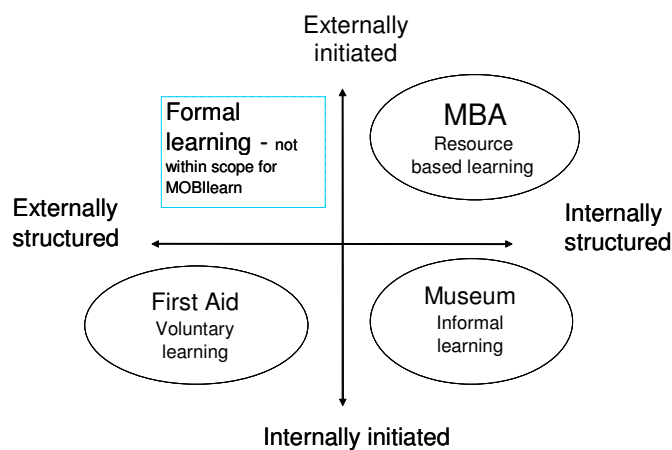 Externally
initiated
Formal
learning - not
within scope for
MOBIlearn
MBA
Resource
based learning
Externally
structured
Internally
structured
First Aid
Voluntary
learning
Museum
Informal
learning
Internally initiated